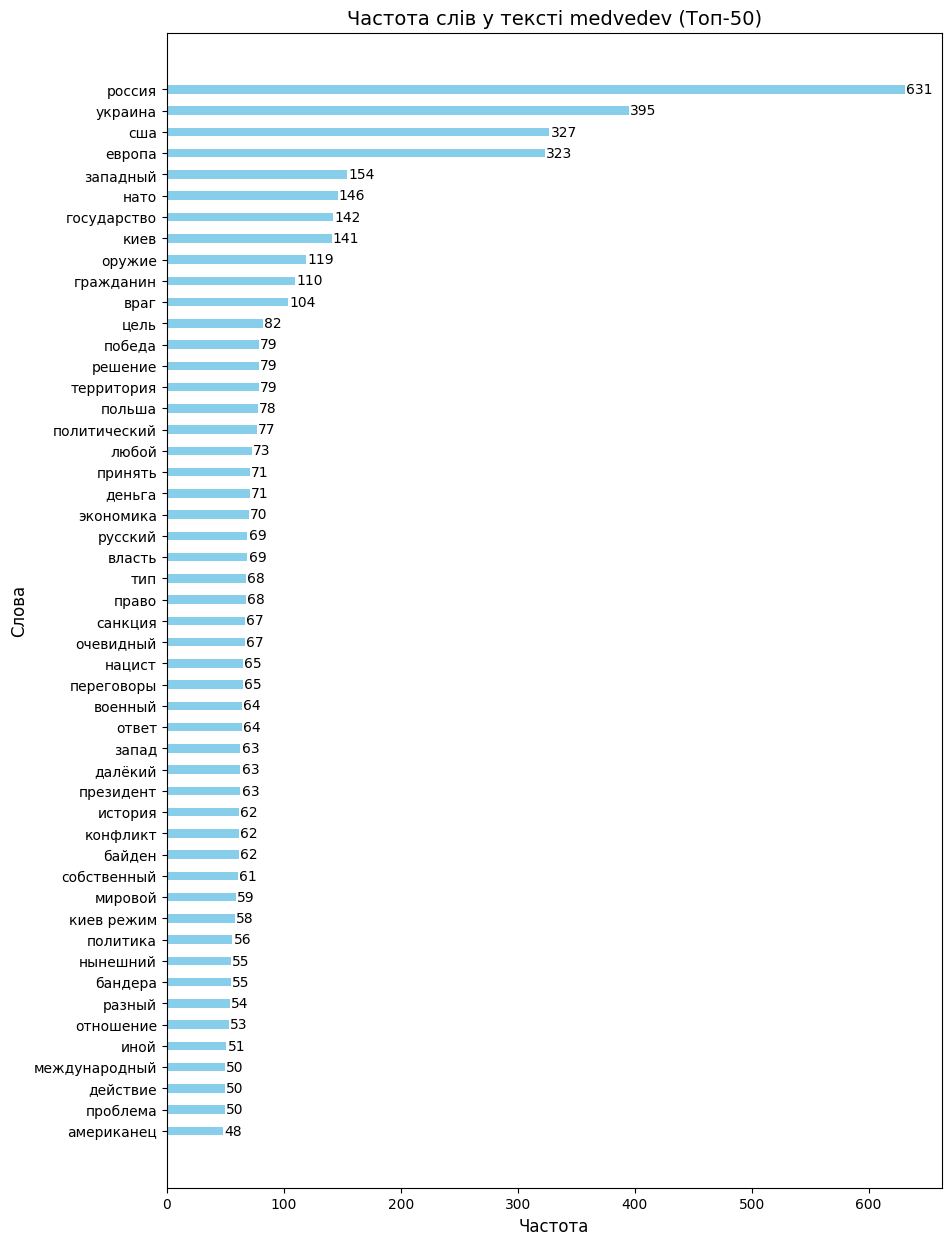 Частота слів у тексті medvedev (Топ-50)
россия 631
украина 395
сша 327
европа 323
западный 154
нато 146
государство 142
киев 141
оружие 119
гражданин 110
враг 104
цель 82
победа 79
решение 79
территория 79
польша 78
политический 77
любой 73
принять 71
деньга 71
экономика 70
русский 69
власть 69
тип 68
право 68
санкция 67
очевидный 67
нацист 65
переговоры 65
военный 64
ответ 64
запад 63
далёкий 63
президент 63
история 62
конфликт 62
байден 62
собственный 61
мировой 59
киев режим 58
политика 56
нынешний 55
бандера 55
разный 54
отношение 53
иной 51
международный 50
действие 50
проблема 50
американец 48
0 100 200 300 400 500 600
Частота
Слова